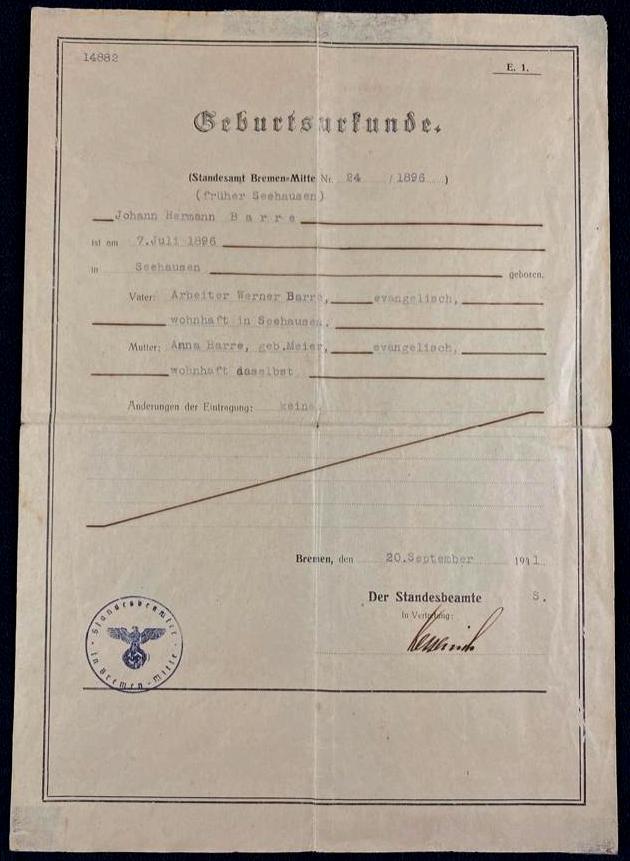 14882
E. 1.
Geburtsurkunde.
(Standesamt Bremen-Mitte Nr. 24 / 1896 )
(früher Seehausen)
Johann Hermann B a r r e
ist am 7.Juli 1896
in Seehausen geboren.
Vater: Arbeiter Werner Barre, evangelisch,
wohnhaft in Seehausen.
Mutter: Anna Barre, geb.Meier, evangelisch,
wohnhaft daselbst
Änderungen der Eintragung: keine.
Bremen, den 20.September 1941.
Der Standesbeamte S.
In Vertretung:
Standesbeamter
in Bremen-Mitte